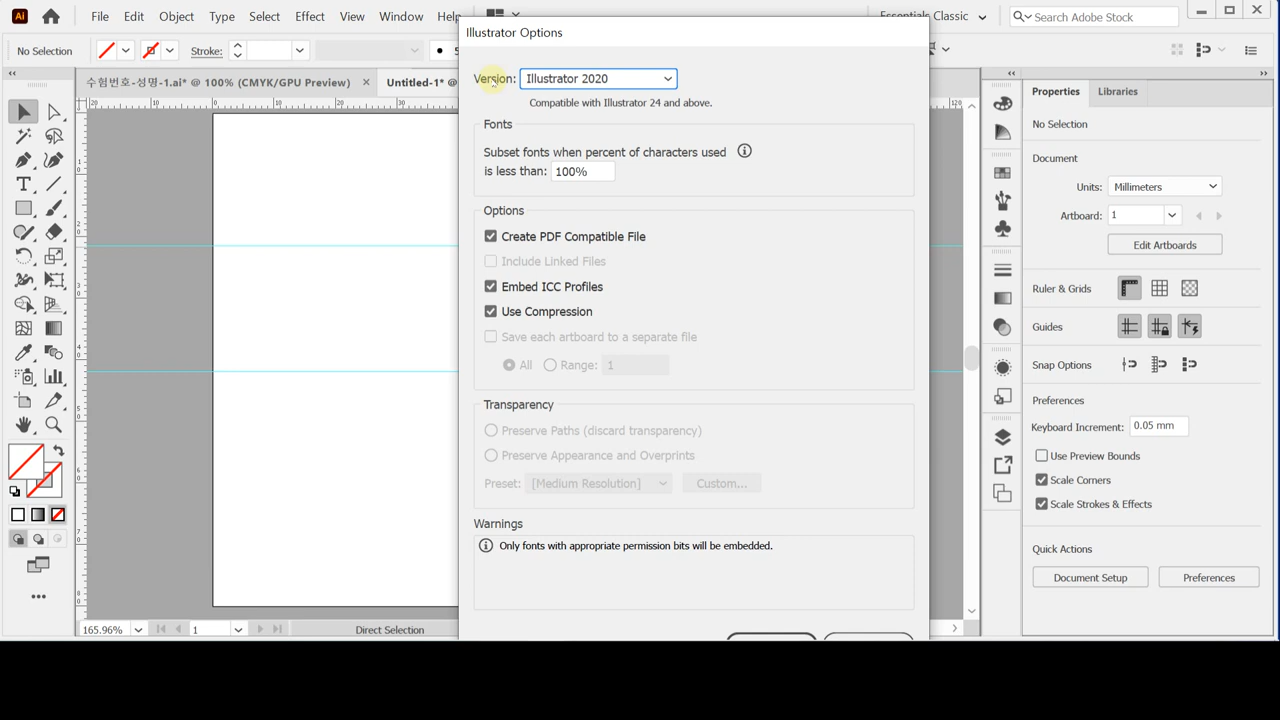 Ai
File Edit Object Type Select Effect View Window
Essentials Classic
Search Adobe Stock
Illustrator Options
No Selection
Stroke:
수험번호-성명-1.ai* @ 100% (CMYK/GPU Preview)
Untitled-1* @
Version: Illustrator 2020
Compatible with Illustrator 24 and above.
Fonts
Subset fonts when percent of characters used
is less than: 100%
Options
Create PDF Compatible File
Include Linked Files
Embed ICC Profiles
Use Compression
Save each artboard to a separate file
All Range: 1
Transparency
Preserve Paths (discard transparency)
Preserve Appearance and Overprints
Preset: [Medium Resolution] Custom...
Warnings
Only fonts with appropriate permission bits will be embedded.
Properties Libraries
No Selection
Document
Units: Millimeters
Artboard: 1
Edit Artboards
Ruler & Grids
Guides
Snap Options
Preferences
Keyboard Increment: 0.05 mm
Use Preview Bounds
Scale Corners
Scale Strokes & Effects
Quick Actions
Document Setup Preferences
165.96% 1 Direct Selection